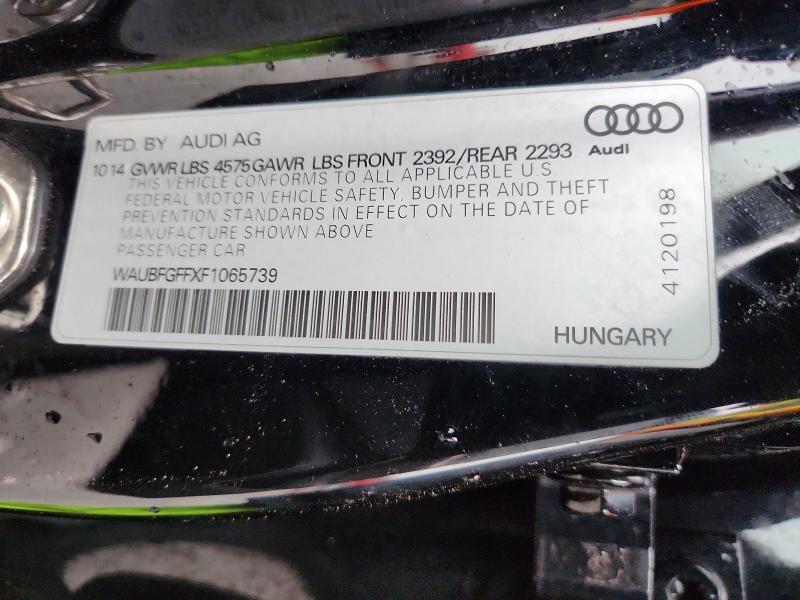 MFD. BY AUDI AG
Audi
10 14 GVWR LBS 4575 GAWR LBS FRONT 2392/REAR 2293
THIS VEHICLE CONFORMS TO ALL APPLICABLE U.S.
FEDERAL MOTOR VEHICLE SAFETY, BUMPER AND THEFT
PREVENTION STANDARDS IN EFFECT ON THE DATE OF
MANUFACTURE SHOWN ABOVE
PASSENGER CAR
WAUBFGFFXF1065739
4120198
HUNGARY